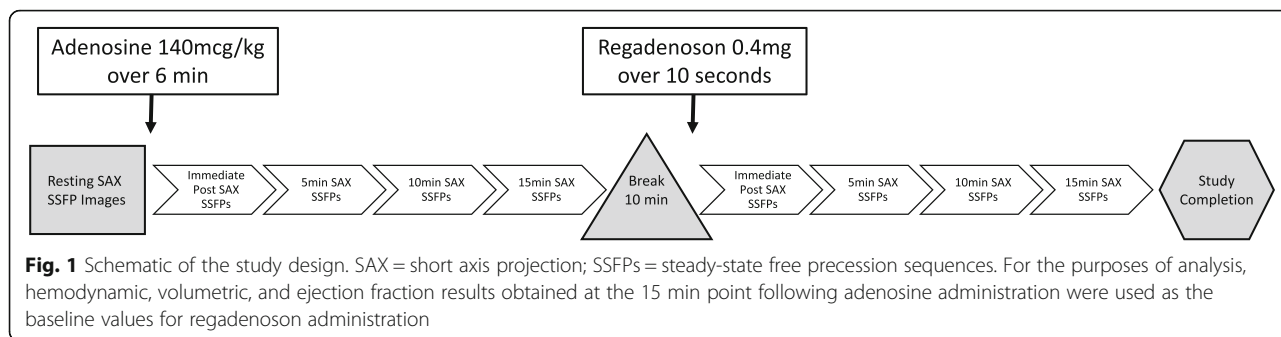 Adenosine 140mcg/kg
over 6 min
Regadenoson 0.4mg
over 10 seconds
Resting SAX
SSFP Images
Immediate
Post SAX
SSFPs
5min SAX
SSFPs
10min SAX
SSFPs
15min SAX
SSFPs
Break
10 min
Immediate
Post SAX
SSFPs
5min SAX
SSFPs
10min SAX
SSFPs
15min SAX
SSFPs
Study
Completion
Fig. 1 Schematic of the study design. SAX = short axis projection; SSFPs = steady-state free precession sequences. For the purposes of analysis,
hemodynamic, volumetric, and ejection fraction results obtained at the 15 min point following adenosine administration were used as the
baseline values for regadenoson administration